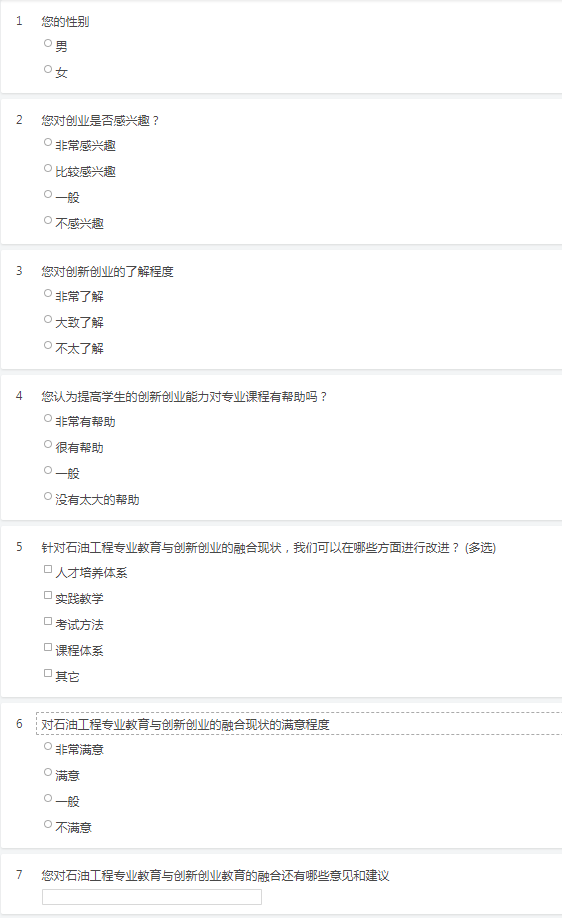 1 您的性别
男
女
2 您对创业是否感兴趣？
非常感兴趣
比较感兴趣
一般
不感兴趣
3 您对创新创业的了解程度
非常了解
大致了解
不太了解
4 您认为提高学生的创新创业能力对专业课程有帮助吗？
非常有帮助
很有帮助
一般
没有太大的帮助
5 针对石油工程专业教育与创新创业的融合现状，我们可以在哪些方面进行改进？ (多选)
人才培养体系
实践教学
考试方法
课程体系
其它
6 对石油工程专业教育与创新创业的融合现状的满意程度
非常满意
满意
一般
不满意
7 您对石油工程专业教育与创新创业教育的融合还有哪些意见和建议